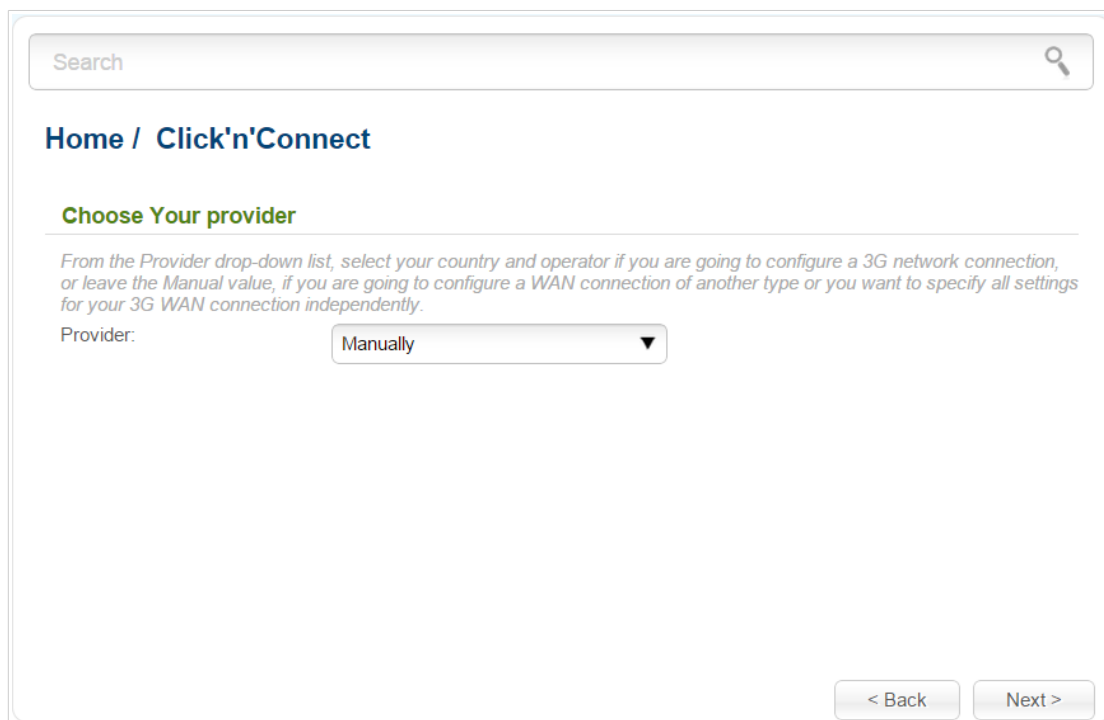 Search
Home /  Click'n'Connect
Choose Your provider
From the Provider drop-down list, select your country and operator if you are going to configure a 3G network connection,
or leave the Manual value, if you are going to configure a WAN connection of another type or you want to specify all settings
for your 3G WAN connection independently.
Provider:
Manually
< Back
Next >